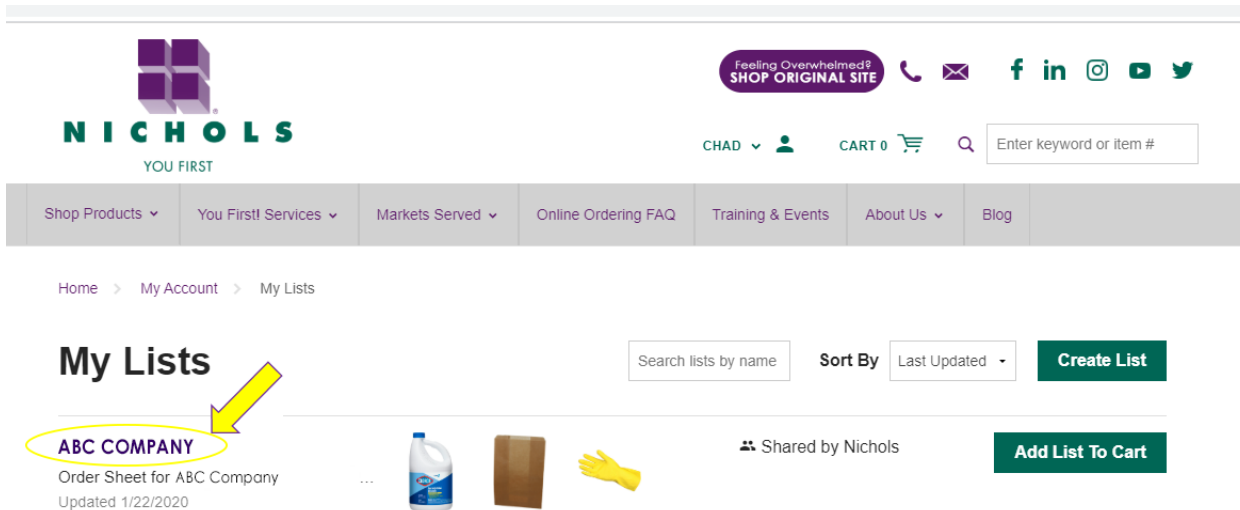 Feeling Overwhelmed?
SHOP ORIGINAL SITE
NICHOLS
YOU FIRST
CHAD
CART 0
Enter keyword or item #
Shop Products
You First! Services
Markets Served
Online Ordering FAQ
Training & Events
About Us
Blog
Home > My Account > My Lists
My Lists
Search lists by name
Sort By
Last Updated
Create List
ABC COMPANY
Order Sheet for ABC Company
Updated 1/22/2020
...
Shared by Nichols
Add List To Cart